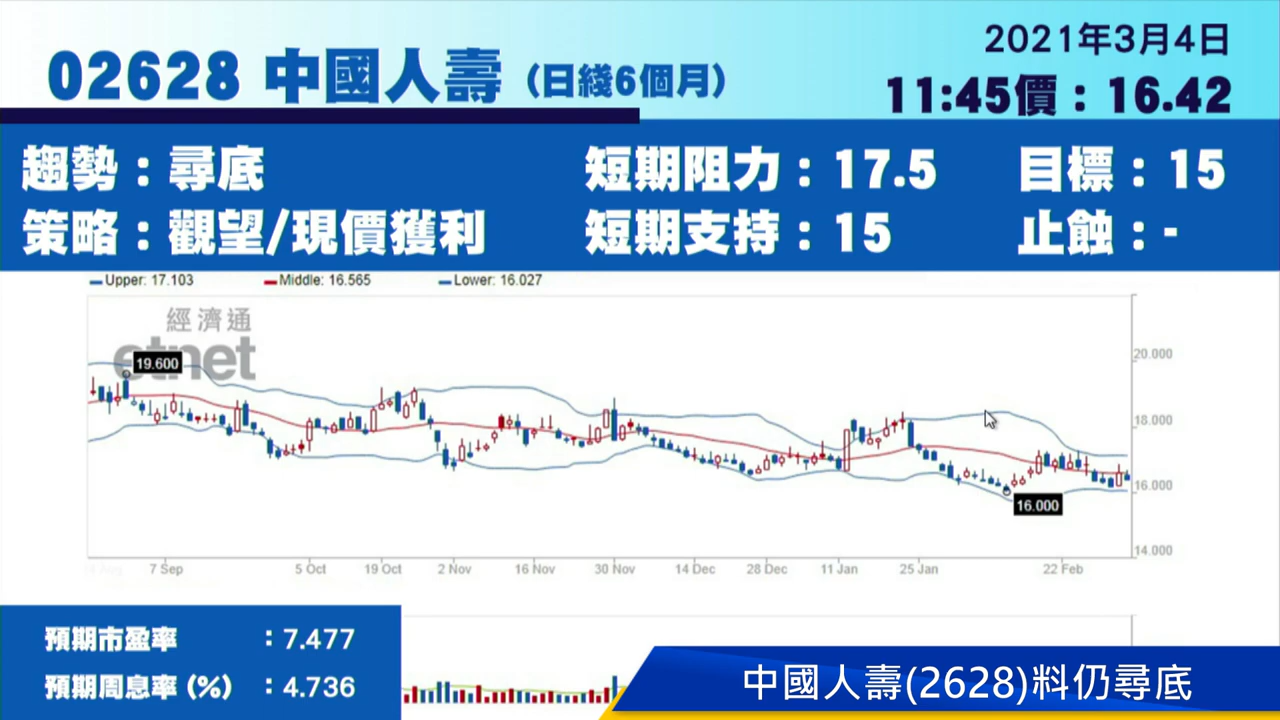 02628 中國人壽 (日綫6個月)
2021年3月4日
11:45價：16.42
趨勢：尋底
短期阻力：17.5
目標：15
策略：觀望/現價獲利
短期支持：15
止蝕：-
Upper: 17.103
Middle: 16.565
Lower: 16.027
經濟通
etnet
19.600
16.000
20.000
18.000
16.000
14.000
7 Sep
5 Oct
19 Oct
2 Nov
16 Nov
30 Nov
14 Dec
28 Dec
11 Jan
25 Jan
22 Feb
預期市盈率 ：7.477
預期周息率 (%) ：4.736
中國人壽(2628)料仍尋底